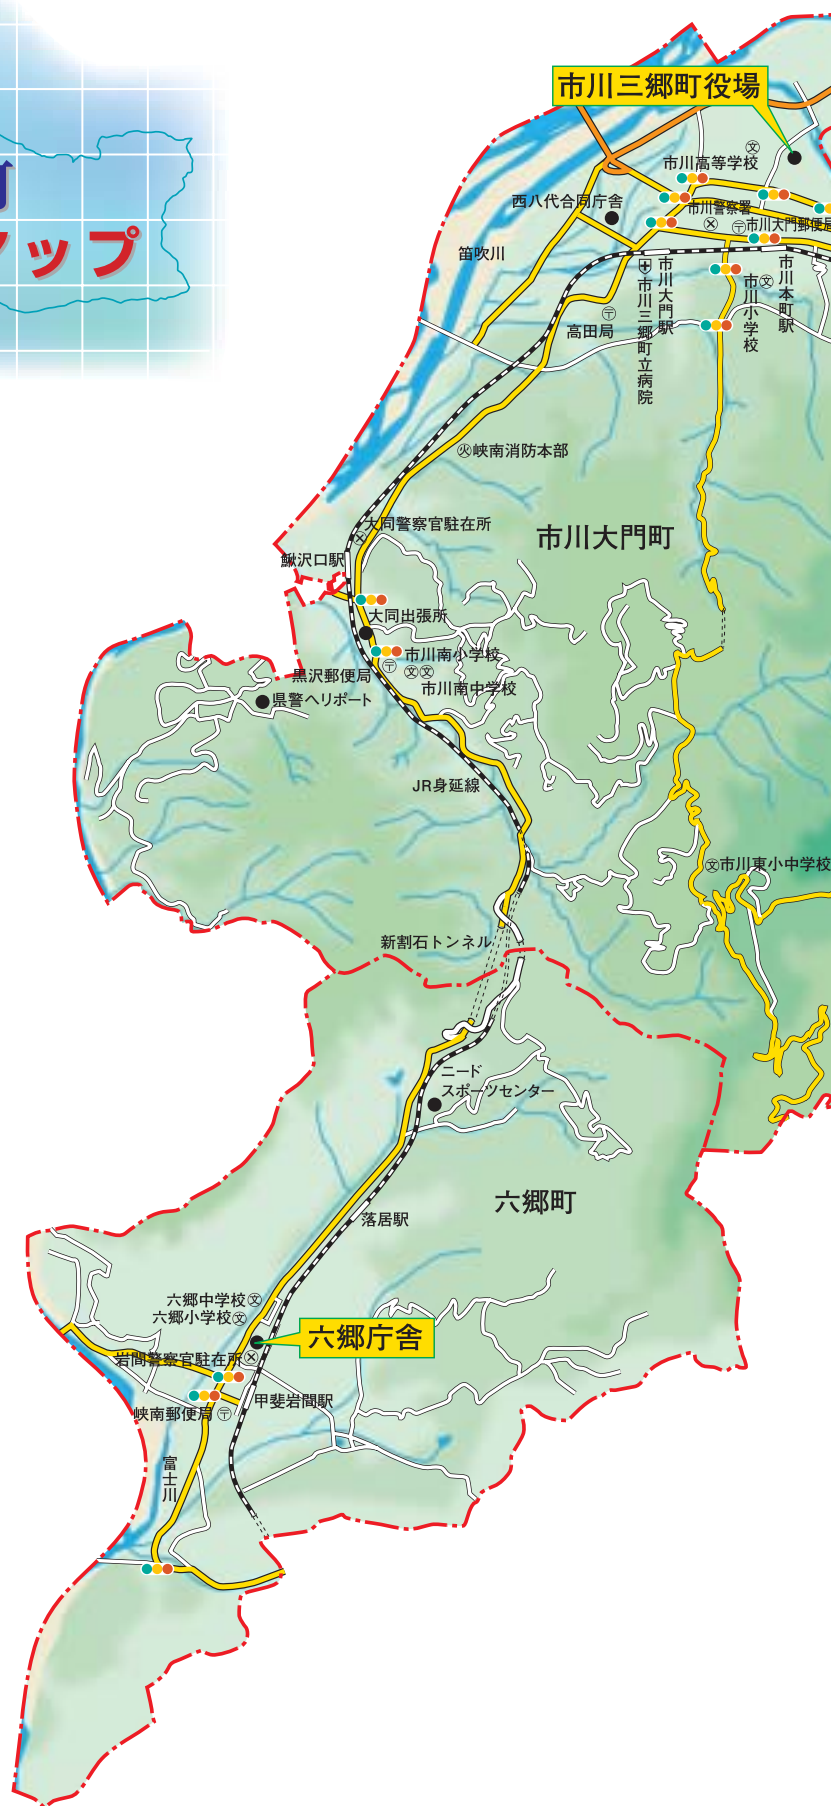 ップ
市川三郷町役場
市川高等学校
西八代合同庁舎
市川警察署
市川大門郵便局
笛吹川
市川大門駅
市川三郷町立病院
市川小学校
市川本町駅
高田局
峡南消防本部
大同警察官駐在所
市川大門町
鰍沢口駅
大同出張所
市川南小学校
黒沢郵便局
市川南中学校
県警ヘリポート
JR身延線
市川東小中学校
新割石トンネル
ニード
スポーツセンター
六郷町
落居駅
六郷中学校
六郷小学校
六郷庁舎
岩間警察官駐在所
甲斐岩間駅
峡南郵便局
富士川